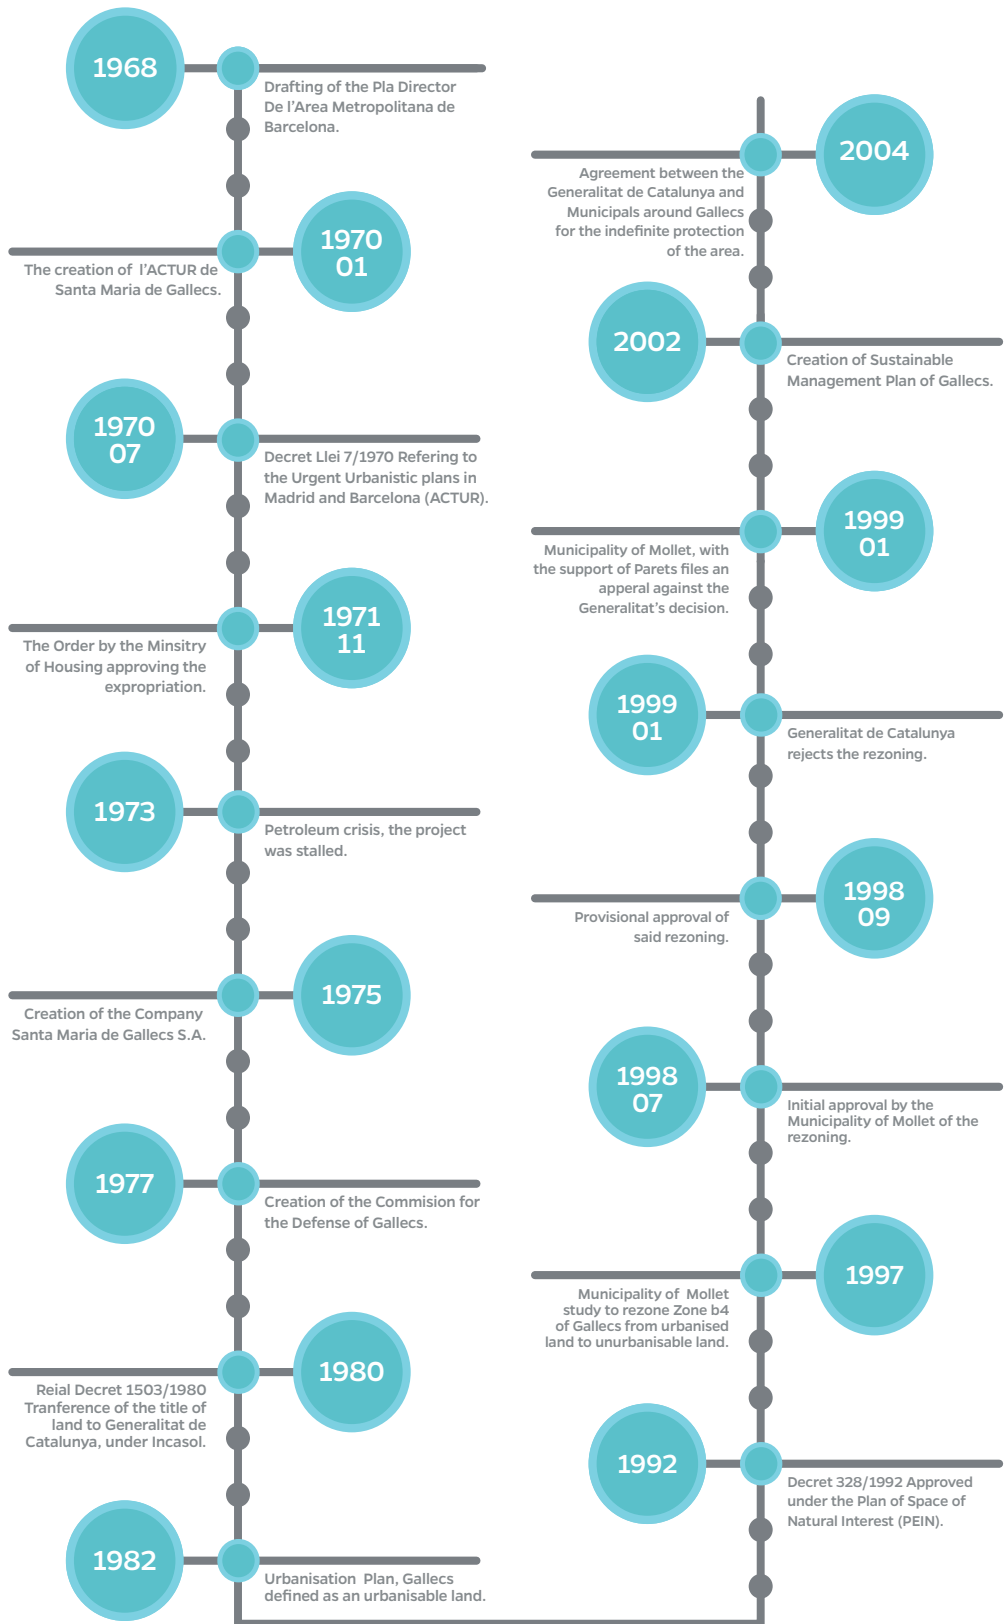 1968
Drafting of the Pla Director
De l'Area Metropolitana de
Barcelona.
1970
01
The creation of l'ACTUR de
Santa Maria de Gallecs.
1970
07
Decret Llei 7/1970 Refering to
the Urgent Urbanistic plans in
Madrid and Barcelona (ACTUR).
1971
11
The Order by the Minsitry
of Housing approving the
expropriation.
1973
Petroleum crisis, the project
was stalled.
1975
Creation of the Company
Santa Maria de Gallecs S.A.
1977
Creation of the Commision for
the Defense of Gallecs.
1980
Reial Decret 1503/1980
Tranference of the title of
land to Generalitat de
Catalunya, under Incasol.
1982
Urbanisation Plan, Gallecs
defined as an urbanisable land.
2004
Agreement between the
Generalitat de Catalunya and
Municipals around Gallecs
for the indefinite protection
of the area.
2002
Creation of Sustainable
Management Plan of Gallecs.
1999
01
Municipality of Mollet, with
the support of Parets files an
apperal against the
Generalitat's decision.
1999
01
Generalitat de Catalunya
rejects the rezoning.
1998
09
Provisional approval of
said rezoning.
1998
07
Initial approval by the
Municipality of Mollet of the
rezoning.
1997
Municipality of Mollet
study to rezone Zone b4
of Gallecs from urbanised
land to unurbanisable land.
1992
Decret 328/1992 Approved
under the Plan of Space of
Natural Interest (PEIN).